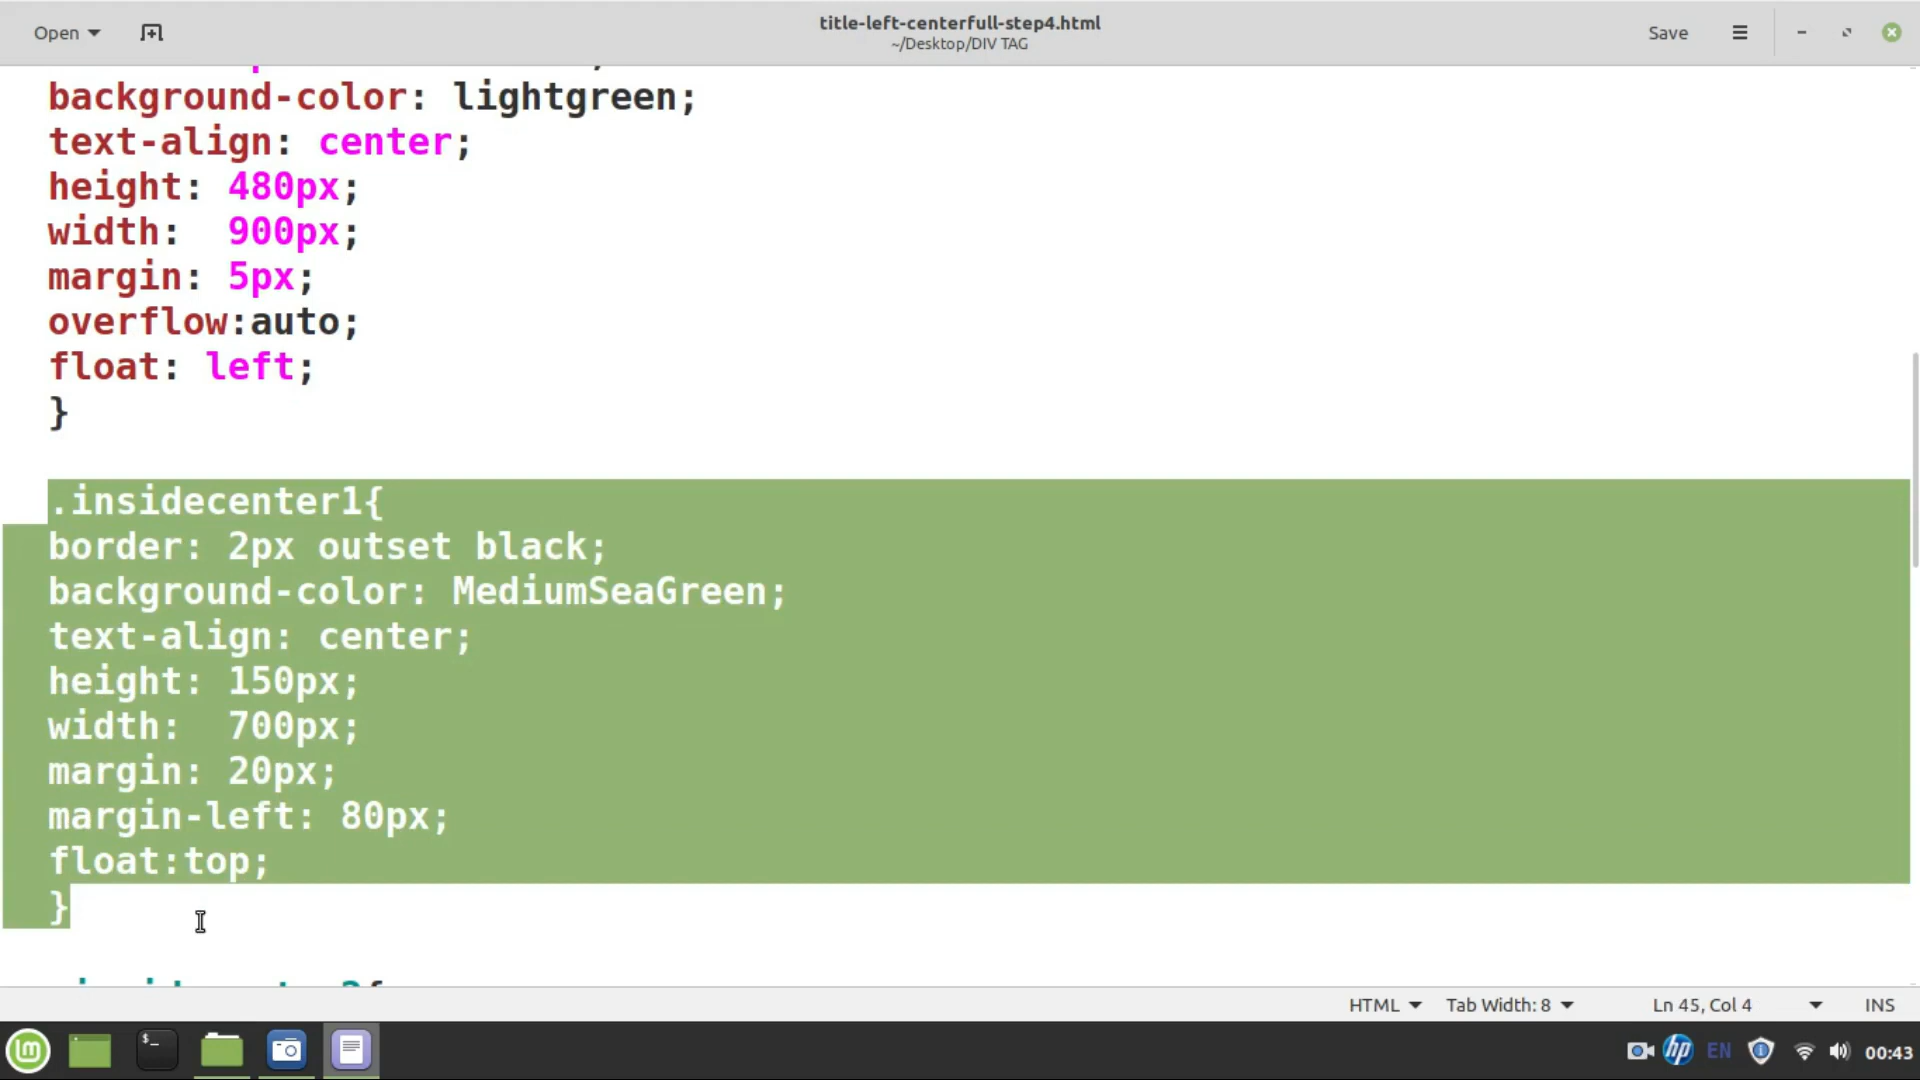 Open
title-left-centerfull-step4.html
~/Desktop/DIV TAG
Save
background-color: lightgreen;
text-align: center;
height: 480px;
width:  900px;
margin: 5px;
overflow:auto;
float: left;
}
.insidecenter1{
border: 2px outset black;
background-color: MediumSeaGreen;
text-align: center;
height: 150px;
width:  700px;
margin: 20px;
margin-left: 80px;
float:top;
}
HTML
Tab Width: 8
Ln 45, Col 4
INS
$_
hp
EN
00:43